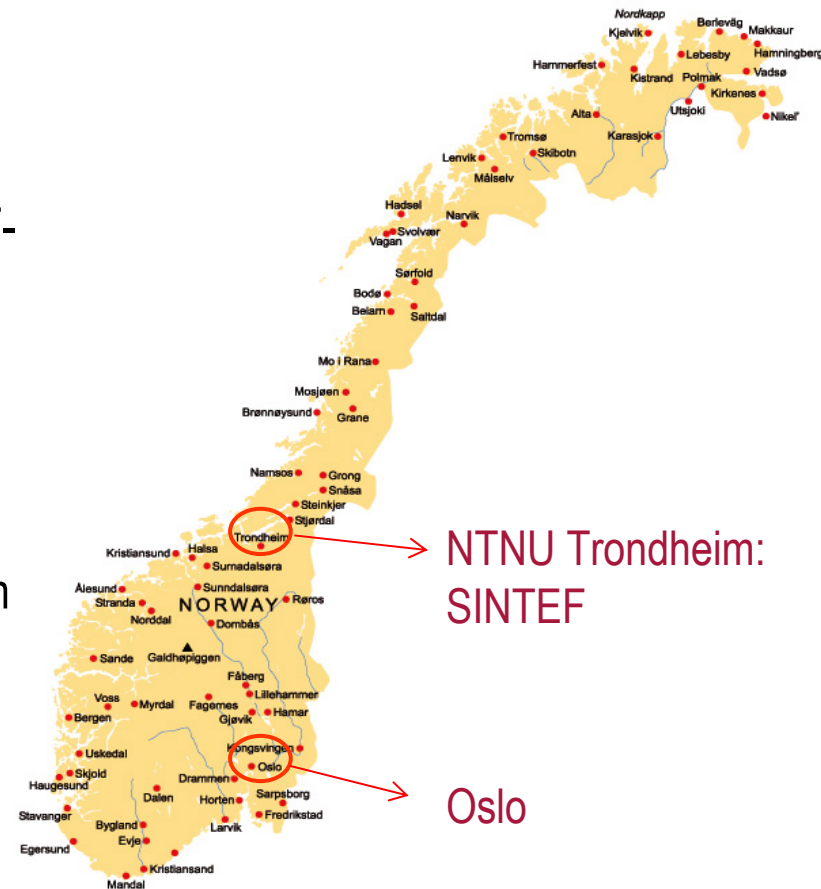 Nordkapp
Kjelvik
Berlevåg
Makkaur
Hamningberg
Lebesby
Hammerfest
Kistrand
Polmak
Vadsø
Kirkenes
Utsjoki
Nikel'
Alta
Karasjok
Tromsø
Skibotn
Lenvik
Målselv
Hadsel
Narvik
Svolvær
Vagan
Sørfold
Bodø
Beiarn
Saltdal
Mo i Rana
Mosjøen
Brønnøysund
Grane
Namsos
Grong
Snåsa
Steinkjer
Stjørdal
Trondheim
NTNU Trondheim:
SINTEF
Kristiansund
Halsa
Surnadalsøra
Ålesund
Sunndalsøra
Stranda
NORWAY
Røros
Norddal
Dombås
n
Sande
Galdhøpiggen
Fåberg
Lillehammer
Voss
Myrdal
Fagernes
Gjøvik
Hamar
Bergen
Kongsvingen
Uskedal
Oslo
Skjold
Haugesund
Drammen
Dalen
Horten
Sarpsborg
Oslo
Stavanger
Bygland
Larvik
Fredrikstad
Egersund
Evje
Kristiansand
Mandal
-